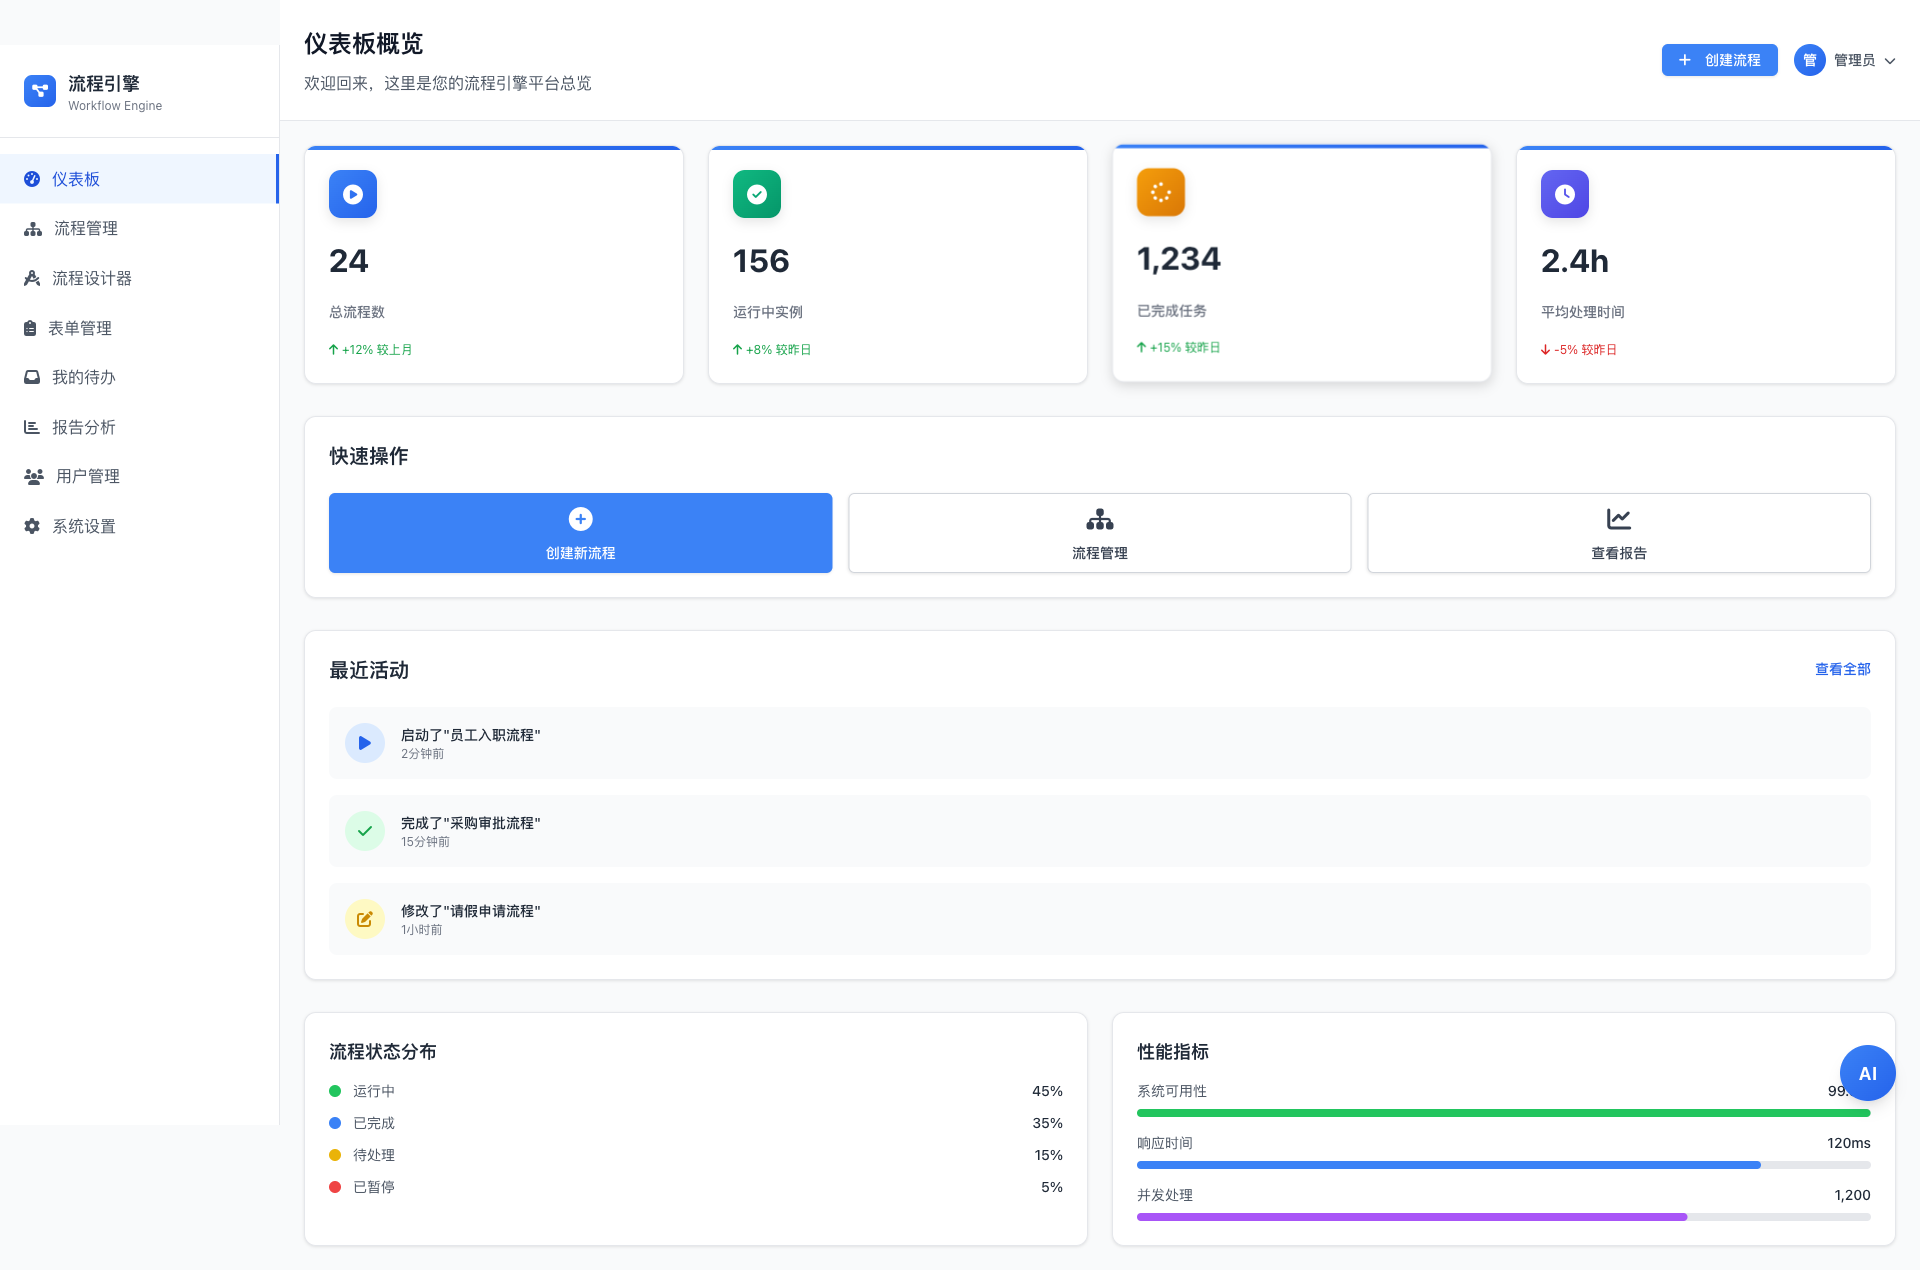 流程引擎
Workflow Engine
仪表板
流程管理
流程设计器
表单管理
我的待办
报告分析
用户管理
系统设置
仪表板概览
欢迎回来，这里是您的流程引擎平台总览
创建流程
管
管理员
24
总流程数
+12% 较上月
156
运行中实例
+8% 较昨日
1,234
已完成任务
+15% 较昨日
2.4h
平均处理时间
-5% 较昨日
快速操作
创建新流程
流程管理
查看报告
最近活动
查看全部
启动了"员工入职流程"
2分钟前
完成了"采购审批流程"
15分钟前
修改了"请假申请流程"
1小时前
流程状态分布
运行中 45%
已完成 35%
待处理 15%
已暂停 5%
性能指标
系统可用性
AI
响应时间 120ms
并发处理 1,200